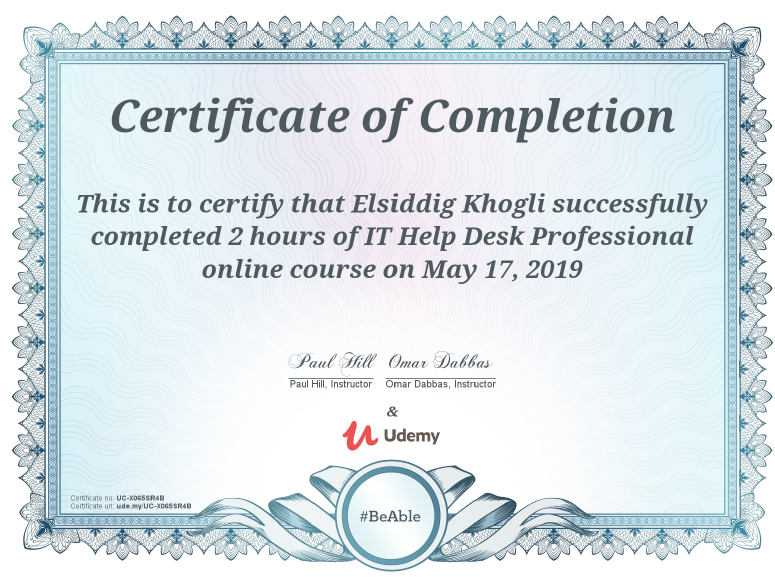 Certificate of Completion
This is to certify that Elsiddig Khogli successfully
completed 2 hours of IT Help Desk Professional
online course on May 17, 2019
Paul Hill Omar Dabbas
Paul Hill, Instructor Omar Dabbas, Instructor
&
Udemy
Certificate no: UC-X065SR4B
Certificate url: ude.my/UC-X065SR4B
#BeAble